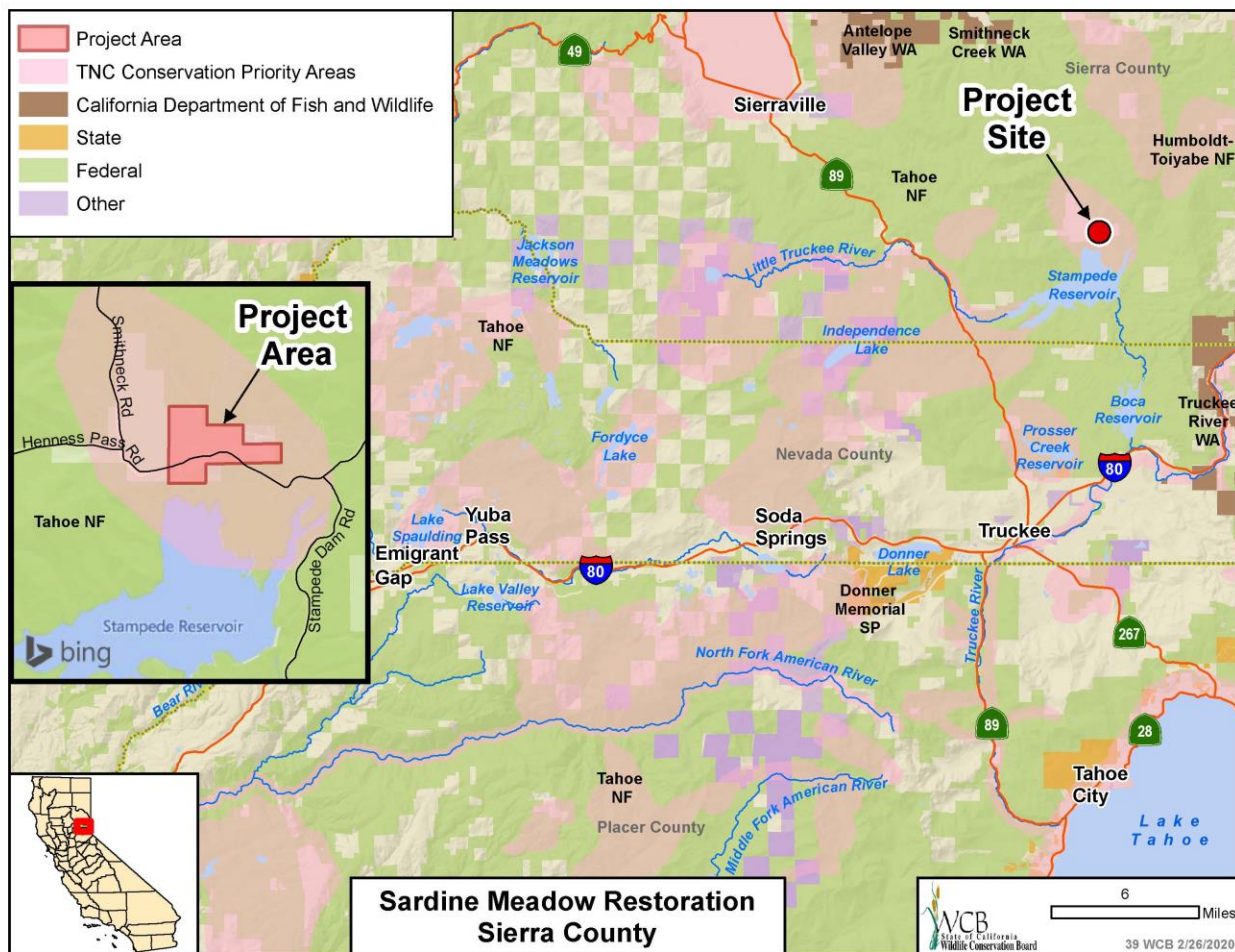 Project Area
TNC Conservation Priority Areas
California Department of Fish and Wildlife
State
Federal
Other
49
Antelope
Valley WA
Smithneck
Creek WA
Sierra County
Sierraville
Project
Site
Humboldt-
Toiyabe NF
89
Tahoe
NF
Jackson
Meadows
Reservoir
Little Truckee River
Stampede
Reservoir
Tahoe
NF
Independence
Lake
Boca
Reservoir
Truckee
River
WA
Prosser
Creek
Reservoir
80
Fordyce
Lake
Nevada County
Lake
Spaulding
Yuba
Pass
Soda
Springs
Truckee
Emigrant
Gap
80
Donner
Lake
Lake Valley
Reservoir
Donner
Memorial
SP
Truckee River
267
North Fork American River
Bear River
89
28
Tahoe
NF
Tahoe
City
Placer County
Middle Fork American River
Lake
Tahoe
Project
Area
Smithneck Rd
Henness Pass Rd
Tahoe NF
Stampede Dam Rd
Stampede Reservoir
bing
Sardine Meadow Restoration
Sierra County
WCB
State of California
Wildlife Conservation Board
6
Miles
39 WCB 2/26/2020